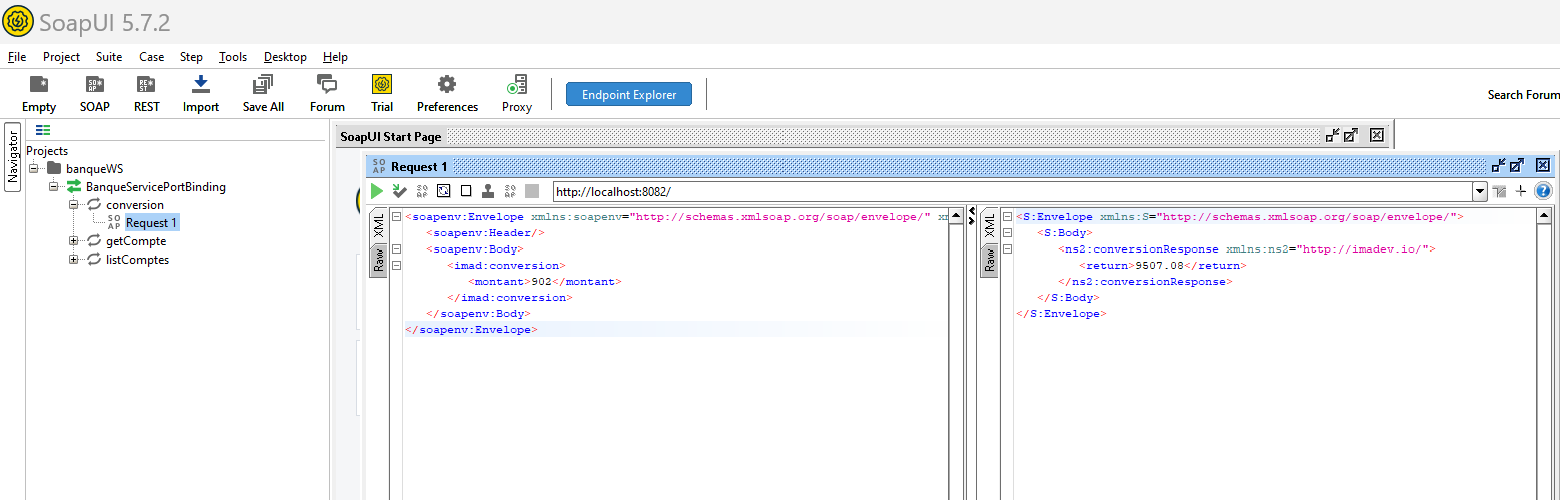 SoapUI 5.7.2
File Project Suite Case Step Tools Desktop Help
Empty SOAP REST Import Save All Forum Trial Preferences Proxy Endpoint Explorer Search Forum
Navigator
Projects
banqueWS
BanqueServicePortBinding
conversion
SO AP Request 1
getCompte
listComptes
SoapUI Start Page
SO AP Request 1
http://localhost:8082/
XML
Raw
<soapenv:Envelope xmlns:soapenv="http://schemas.xmlsoap.org/soap/envelope/" xm
<soapenv:Header/>
<soapenv:Body>
<imad:conversion>
<montant>902</montant>
</imad:conversion>
</soapenv:Body>
</soapenv:Envelope>
XML
Raw
<S:Envelope xmlns:S="http://schemas.xmlsoap.org/soap/envelope/">
<S:Body>
<ns2:conversionResponse xmlns:ns2="http://imadev.io/">
<return>9507.08</return>
</ns2:conversionResponse>
</S:Body>
</S:Envelope>